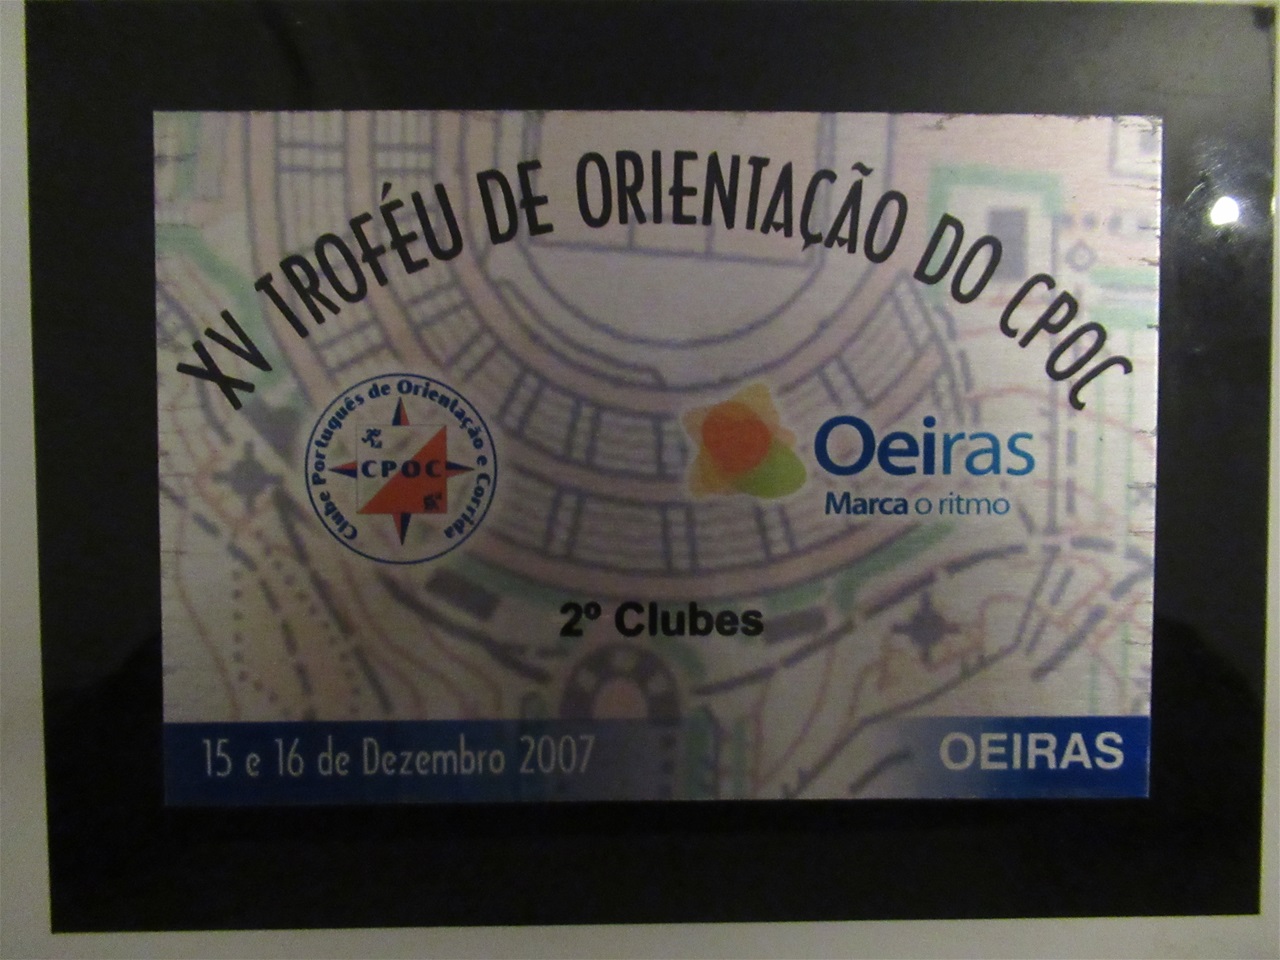 XV TROFÉU DE ORIENTAÇÃO DO CPOC
Clube Português de Orientação e Corrida
CPOC
Oeiras
Marca o ritmo
2º Clubes
15 e 16 de Dezembro 2007
OEIRAS